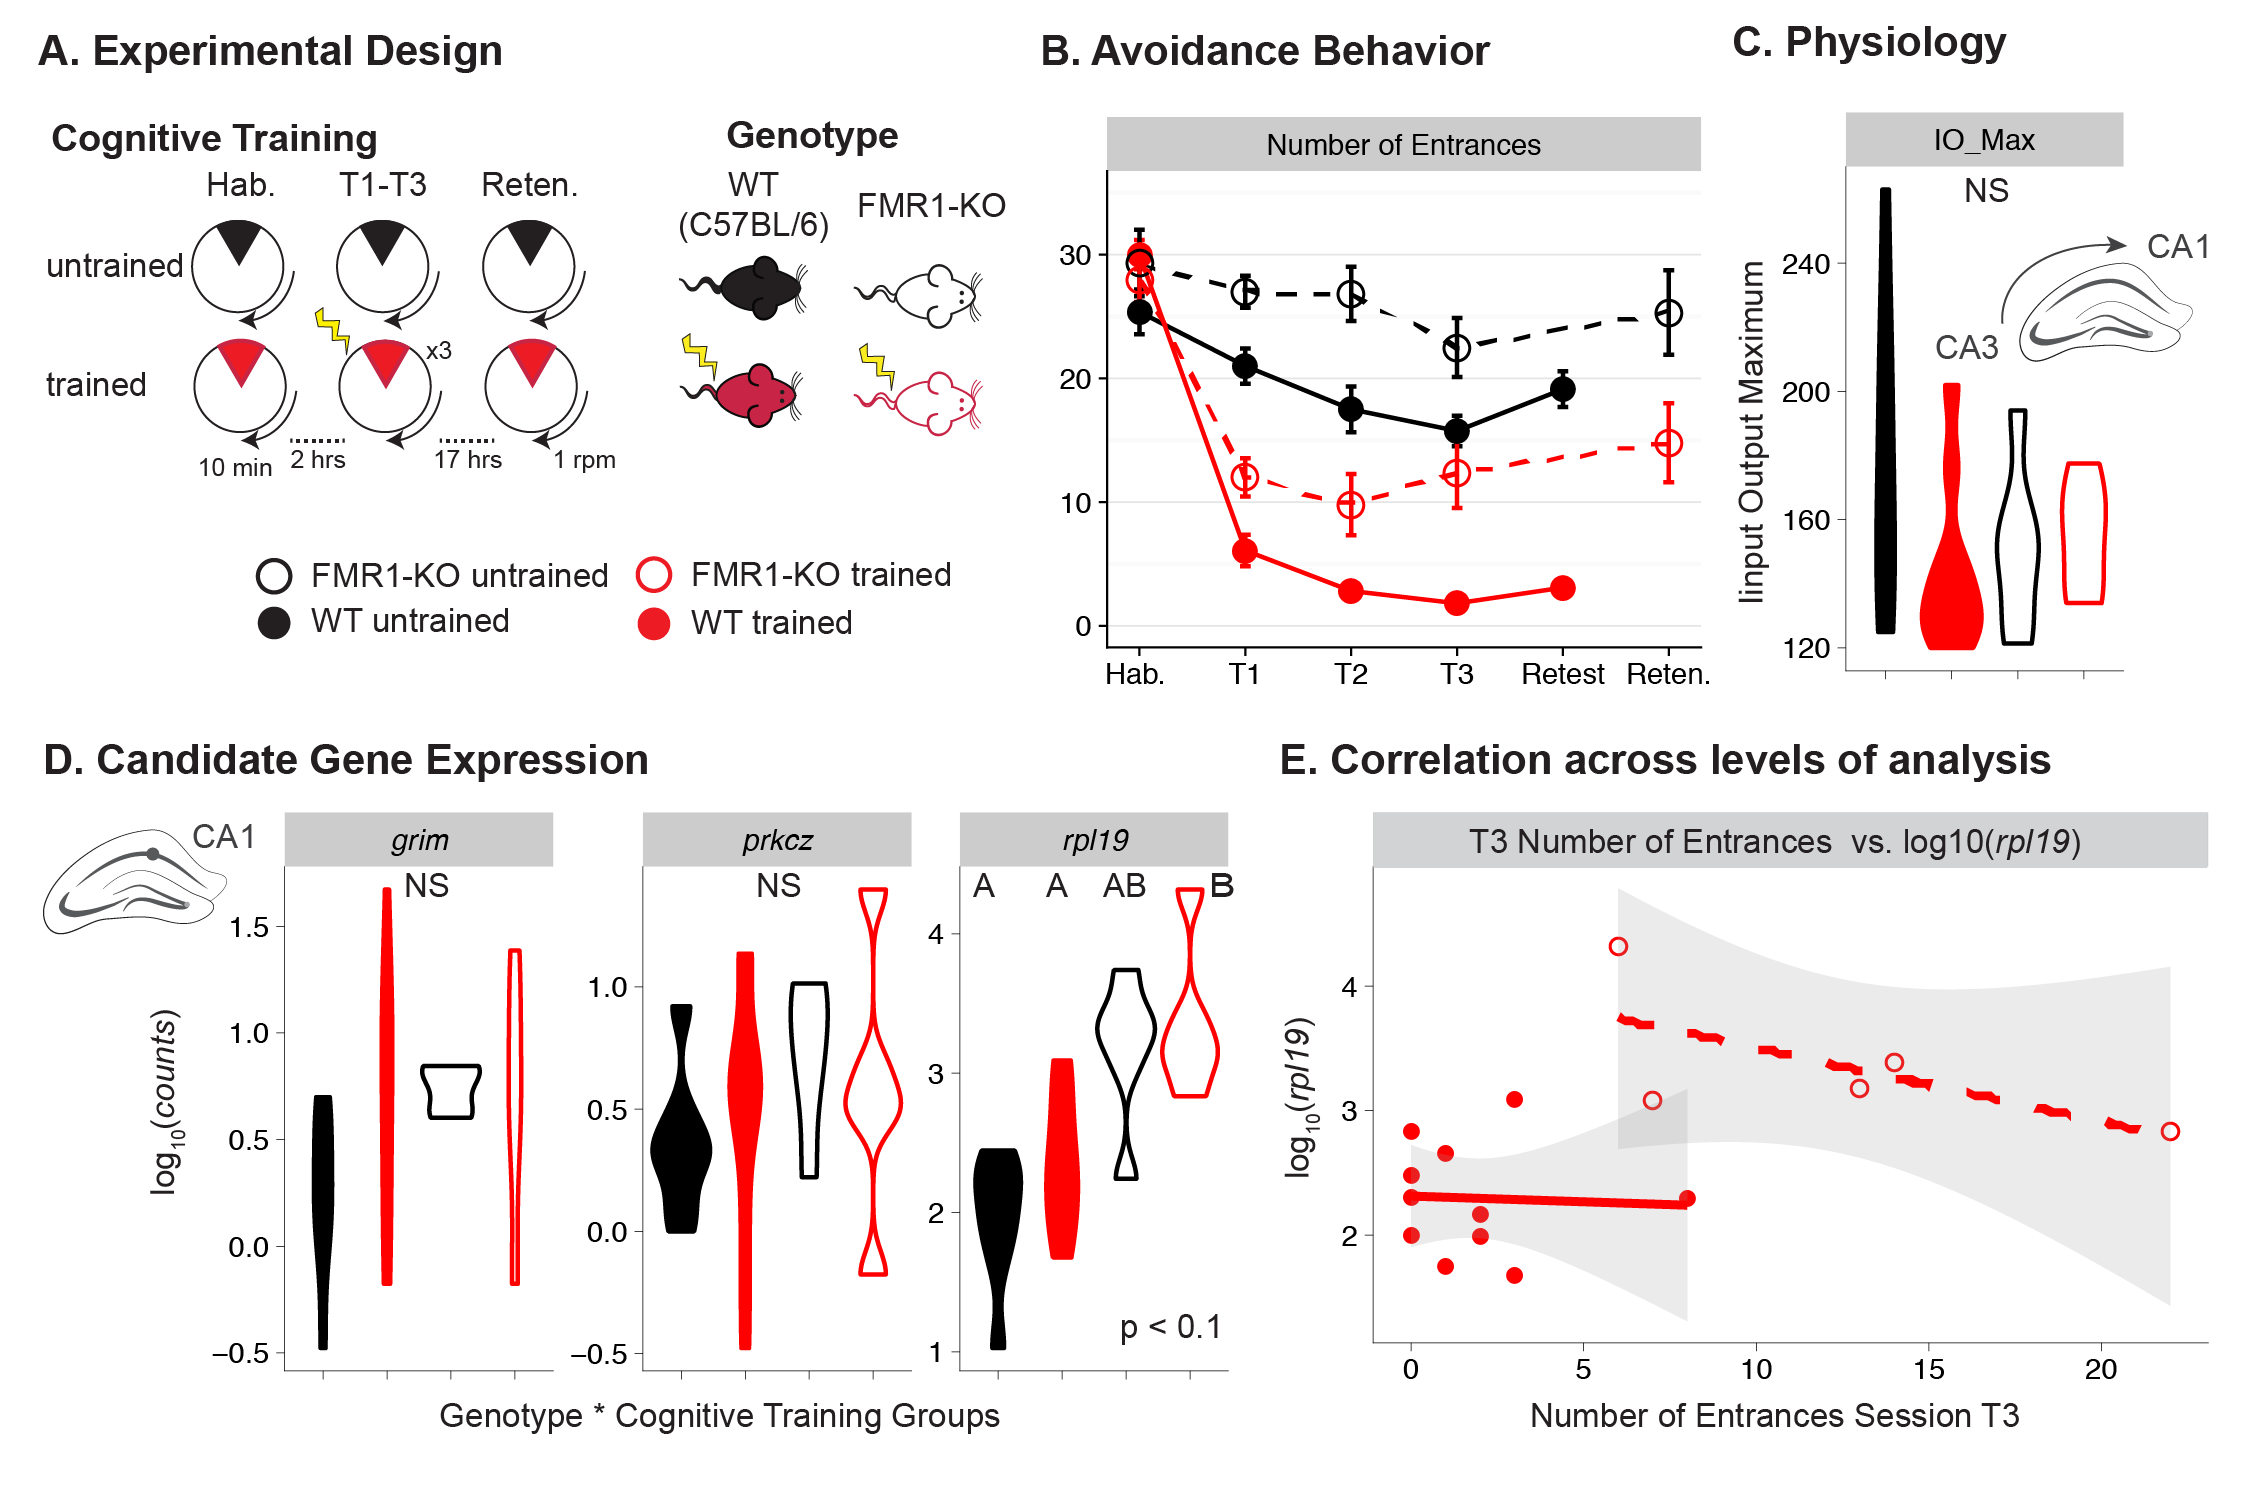 A. Experimental Design
Cognitive Training
Hab.
T1-T3
Reten.
untrained
trained
x3
10 min
2 hrs
17 hrs
1 rpm
Genotype
WT
(C57BL/6)
FMR1-KO
FMR1-KO untrained
FMR1-KO trained
WT untrained
WT trained
B. Avoidance Behavior
Number of Entrances
30
20
10
0
Hab.
T1
T2
T3
Retest
Reten.
C. Physiology
IO_Max
NS
CA1
CA3
Iinput Output Maximum
240
200
160
120
D. Candidate Gene Expression
CA1
log10(counts)
grim
NS
1.5
1.0
0.5
0.0
−0.5
prkcz
NS
1.0
0.5
0.0
−0.5
rpl19
A
A
AB
B
4
3
2
1
p < 0.1
Genotype * Cognitive Training Groups
E. Correlation across levels of analysis
T3 Number of Entrances vs. log10(rpl19)
log10(rpl19)
4
3
2
0
5
10
15
20
Number of Entrances Session T3